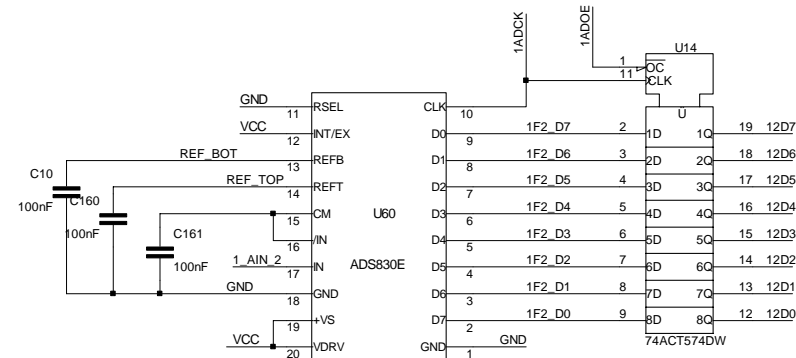 1ADCK
1ADOE
U14
1 OC
11 CLK
GND 11 RSEL CLK 10 Ü
VCC 12 INT/EX D0 9 1F2_D7 2 1D 1Q 19 12D7
REF_BOT 13 REFB D1 8 1F2_D6 3 2D 2Q 18 12D6
C10
100nF
REF_TOP 14 REFT D2 7 1F2_D5 4 3D 3Q 17 12D5
C160
100nF
15 CM U60 D3 6 1F2_D4 5 4D 4Q 16 12D4
C161
100nF
16 /IN D4 5 1F2_D3 6 5D 5Q 15 12D3
1_AIN_2 17 IN ADS830E D5 4 1F2_D2 7 6D 6Q 14 12D2
GND 18 GND D6 3 1F2_D1 8 7D 7Q 13 12D1
19 +VS D7 2 1F2_D0 9 8D 8Q 12 12D0
VCC 20 VDRV GND 1 GND
74ACT574DW